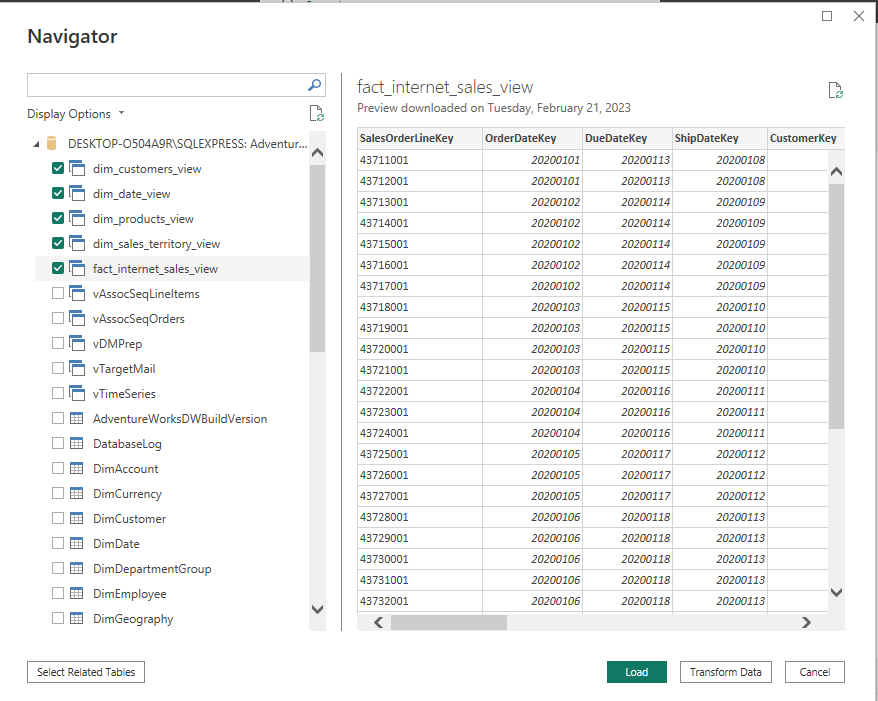 Navigator
Display Options
DESKTOP-O504A9R\SQLEXPRESS: Adventur...
dim_customers_view
dim_date_view
dim_products_view
dim_sales_territory_view
fact_internet_sales_view
vAssocSeqLineItems
vAssocSeqOrders
vDMPrep
vTargetMail
vTimeSeries
AdventureWorksDWBuildVersion
DatabaseLog
DimAccount
DimCurrency
DimCustomer
DimDate
DimDepartmentGroup
DimEmployee
DimGeography
fact_internet_sales_view
Preview downloaded on Tuesday, February 21, 2023
SalesOrderLineKey OrderDateKey DueDateKey ShipDateKey CustomerKey
43711001 20200101 20200113 20200108
43712001 20200101 20200113 20200108
43713001 20200102 20200114 20200109
43714001 20200102 20200114 20200109
43715001 20200102 20200114 20200109
43716001 20200102 20200114 20200109
43717001 20200102 20200114 20200109
43718001 20200103 20200115 20200110
43719001 20200103 20200115 20200110
43720001 20200103 20200115 20200110
43721001 20200103 20200115 20200110
43722001 20200104 20200116 20200111
43723001 20200104 20200116 20200111
43724001 20200104 20200116 20200111
43725001 20200105 20200117 20200112
43726001 20200105 20200117 20200112
43727001 20200105 20200117 20200112
43728001 20200106 20200118 20200113
43729001 20200106 20200118 20200113
43730001 20200106 20200118 20200113
43731001 20200106 20200118 20200113
43732001 20200106 20200118 20200113
Select Related Tables
Load
Transform Data
Cancel